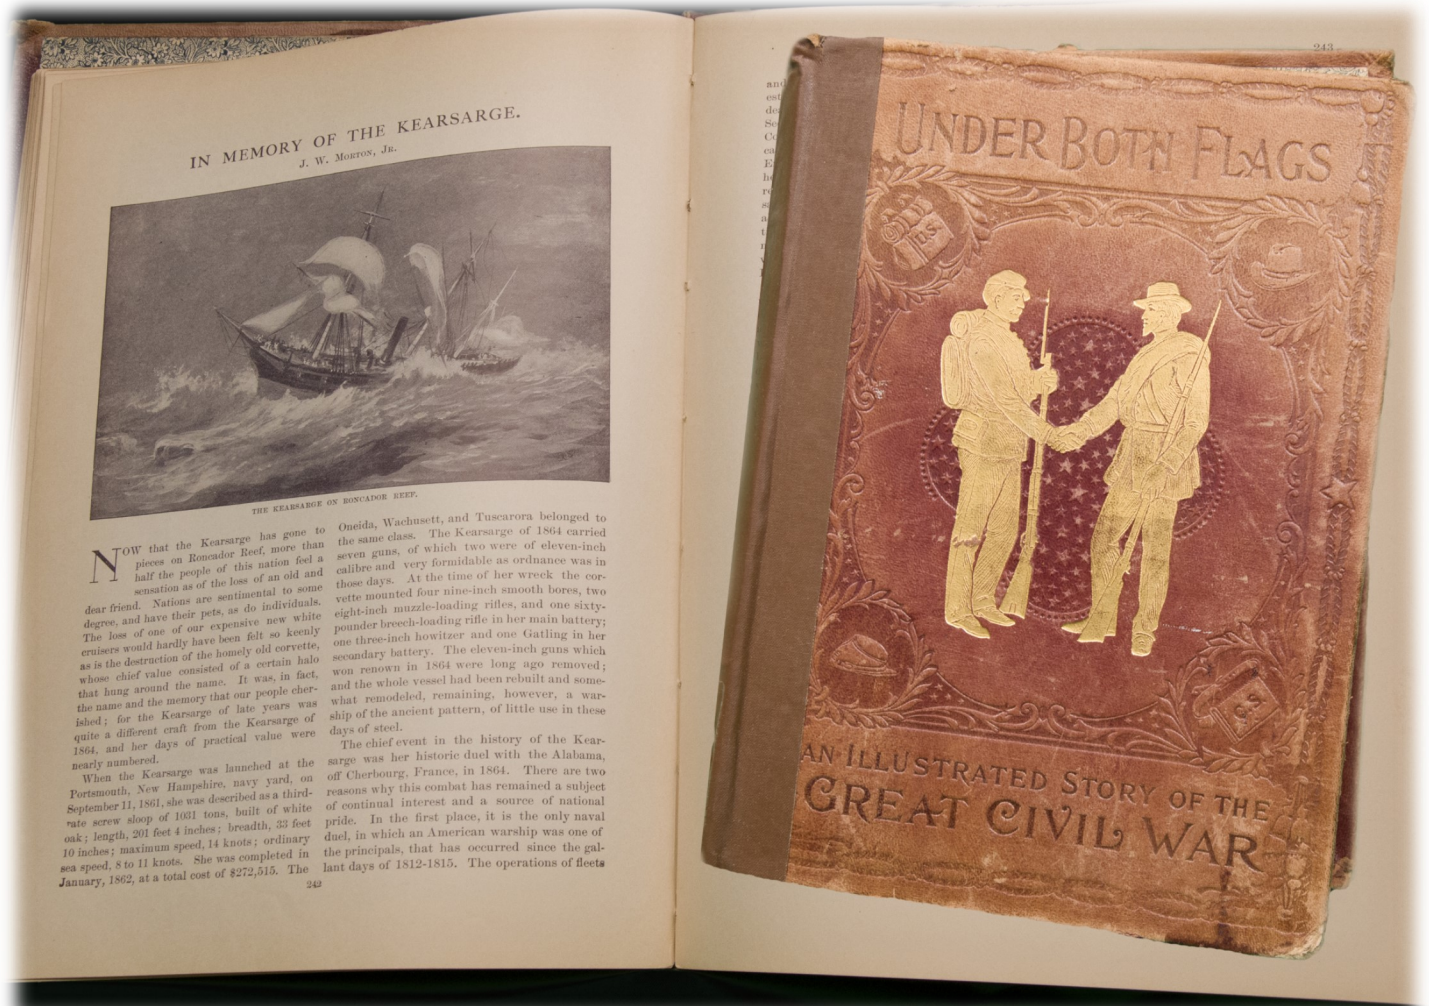 IN MEMORY OF THE KEARSARGE.
J. W. MORTON, JR.
THE KEARSARGE ON RONCADOR REEF.
NOW that the Kearsarge has gone to
pieces on Roncador Reef, more than
half the people of this nation feel a
sensation as of the loss of an old and
dear friend. Nations are sentimental to some
degree, and have their pets, as do individuals.
The loss of one of our expensive new white
cruisers would hardly have been felt so keenly
as is the destruction of the homely old corvette,
whose chief value consisted of a certain halo
that hung around the name. It was, in fact,
the name and the memory that our people cher-
ished; for the Kearsarge of late years was
quite a different craft from the Kearsarge of
1864, and her days of practical value were
nearly numbered.
When the Kearsarge was launched at the
Portsmouth, New Hampshire, navy yard, on
September 11, 1861, she was described as a third-
rate screw sloop of 1031 tons, built of white
oak; length, 201 feet 4 inches; breadth, 33 feet
10 inches; maximum speed, 14 knots; ordinary
sea speed, 8 to 11 knots. She was completed in
January, 1862, at a total cost of $272,515. The
Oneida, Wachusett, and Tuscarora belonged to
the same class. The Kearsarge of 1864 carried
seven guns, of which two were of eleven-inch
calibre and very formidable as ordnance was in
those days. At the time of her wreck the cor-
vette mounted four nine-inch smooth bores, two
eight-inch muzzle-loading rifles, and one sixty-
pounder breech-loading rifle in her main battery;
one three-inch howitzer and one Gatling in her
secondary battery. The eleven-inch guns which
won renown in 1864 were long ago removed;
and the whole vessel had been rebuilt and some-
what remodeled, remaining, however, a war-
ship of the ancient pattern, of little use in these
days of steel.
The chief event in the history of the Kear-
sarge was her historic duel with the Alabama,
off Cherbourg, France, in 1864. There are two
reasons why this combat has remained a subject
of continual interest and a source of national
pride. In the first place, it is the only naval
duel, in which an American warship was one of
the principals, that has occurred since the gal-
lant days of 1812-1815. The operations of fleets
242
243
and
UNDER BOTH FLAGS
U.S.
C.S.
AN ILLUSTRATED STORY OF THE
GREAT CIVIL WAR